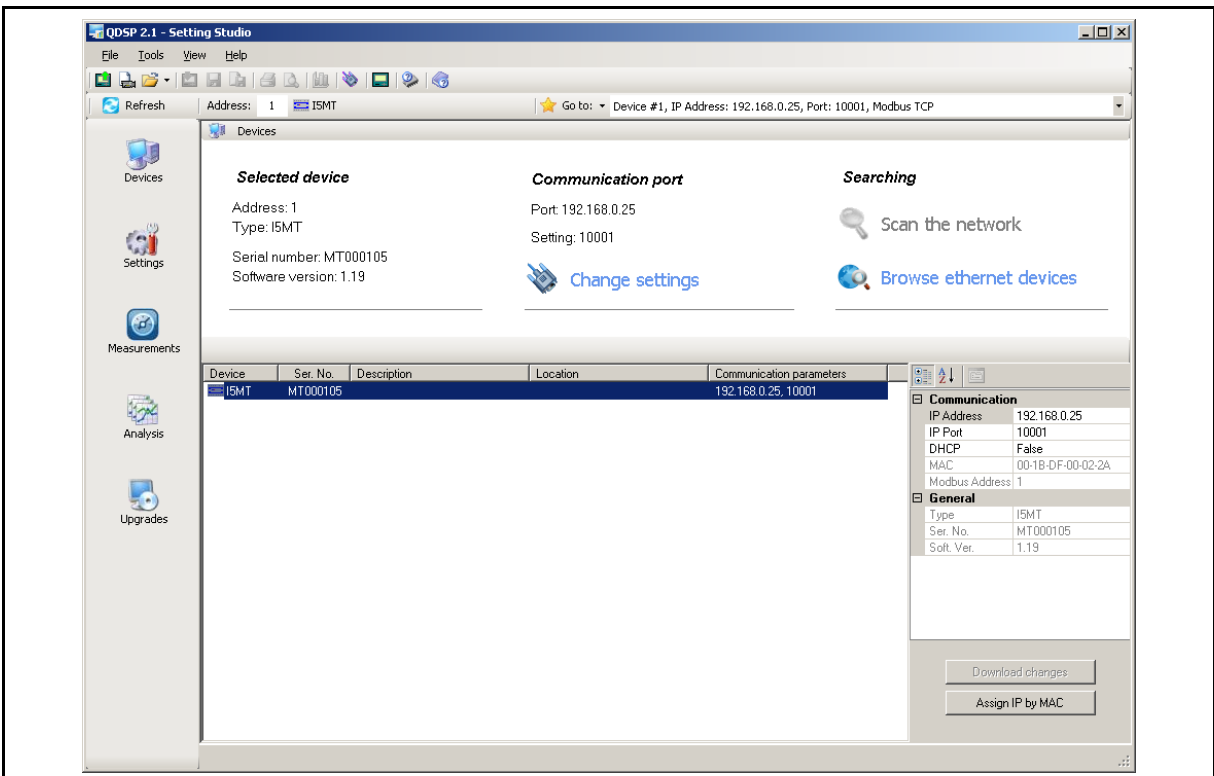 QDSP 2.1 - Setting Studio
File Tools View Help
Refresh Address: 1 I5MT Go to: Device #1, IP Address: 192.168.0.25, Port: 10001, Modbus TCP
Devices
Devices
Settings
Measurements
Analysis
Upgrades
Selected device
Address: 1
Type: I5MT
Serial number: MT000105
Software version: 1.19
Communication port
Port: 192.168.0.25
Setting: 10001
Change settings
Searching
Scan the network
Browse ethernet devices
Device Ser. No. Description Location Communication parameters
I5MT MT000105 192.168.0.25, 10001
Communication
IP Address 192.168.0.25
IP Port 10001
DHCP False
MAC 00-1B-DF-00-02-2A
Modbus Address 1
General
Type I5MT
Ser. No. MT000105
Soft. Ver. 1.19
Download changes
Assign IP by MAC